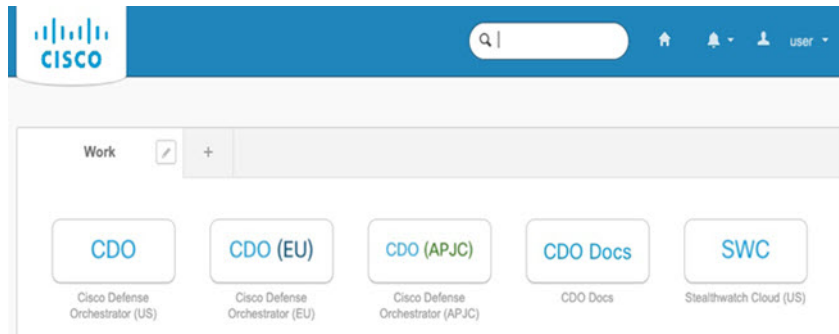 CISCO
user
Work
+
CDO
CDO (EU)
CDO (APJC)
CDO Docs
SWC
Cisco Defense
Orchestrator (US)
Cisco Defense
Orchestrator (EU)
Cisco Defense
Orchestrator (APJC)
CDO Docs
Stealthwatch Cloud (US)